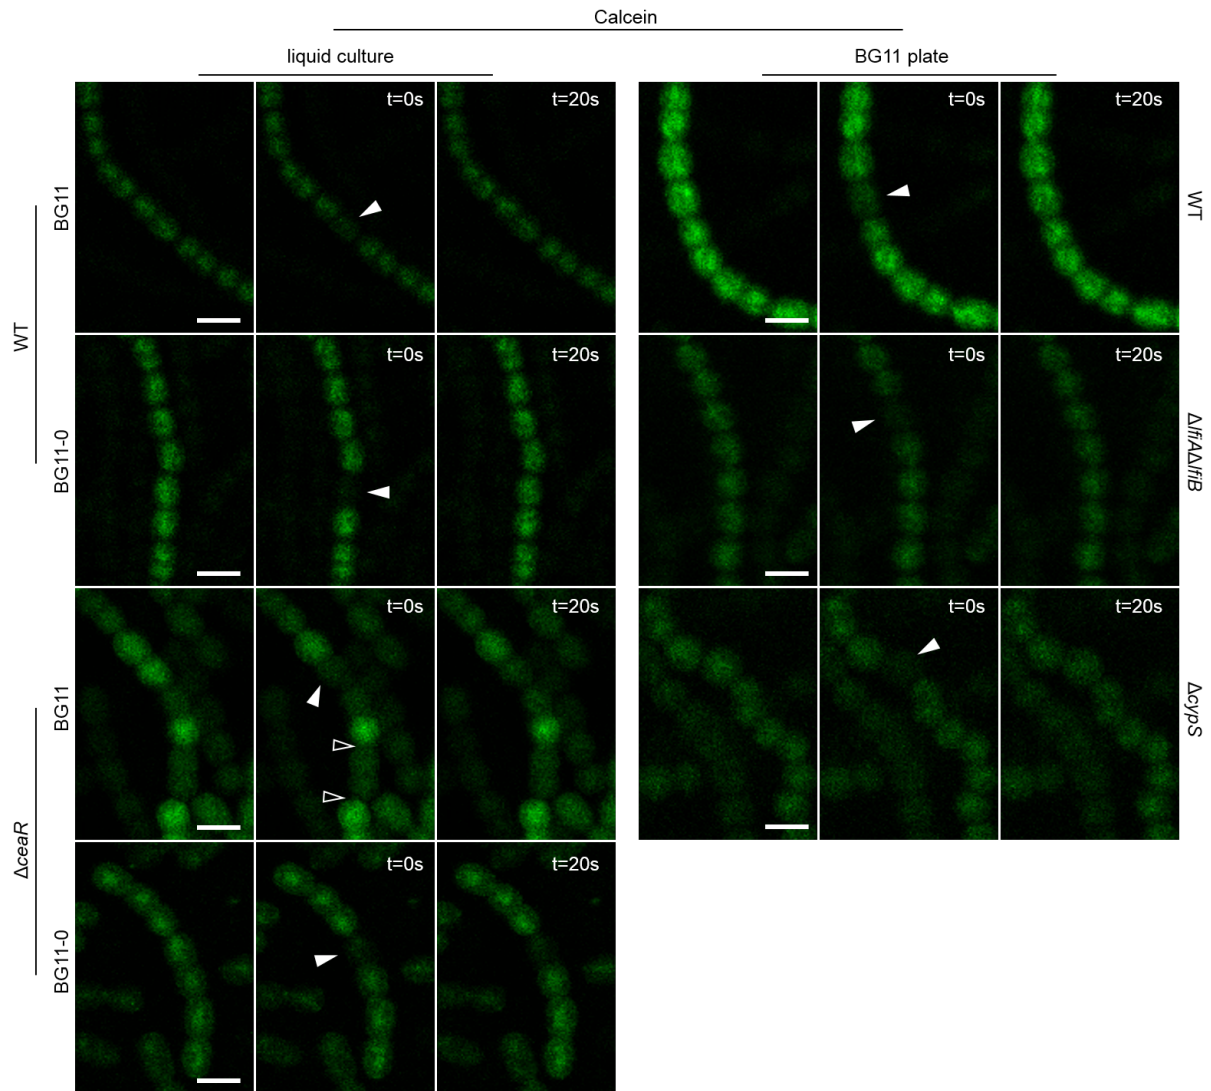 Calcein
liquid culture
BG11 plate
t=0s
t=20s
t=0s
t=20s
WT
BG11
BG11-0
WT
t=0s
t=20s
t=0s
t=20s
ΔlfiAΔlfiB
t=0s
t=20s
t=0s
t=20s
ΔceaR
BG11
BG11-0
ΔcypS
t=0s
t=20s